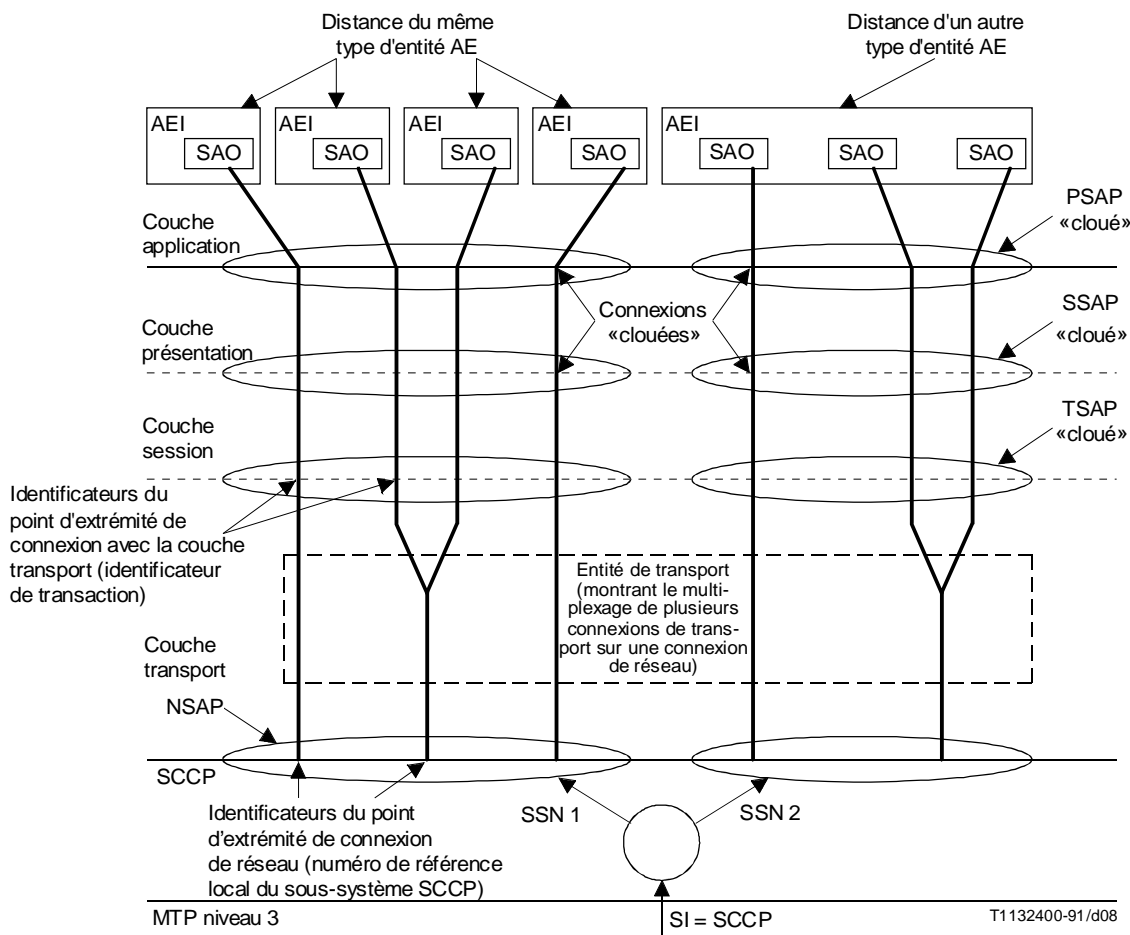 Distance du même
type d'entité AE
Distance d'un autre
type d'entité AE
AEI
SAO
AEI
SAO
AEI
SAO
AEI
SAO
AEI
SAO
SAO
SAO
Couche
application
PSAP
«cloué»
Connexions
«clouées»
SSAP
«cloué»
Couche
présentation
TSAP
«cloué»
Couche
session
Identificateurs du
point d'extrémité de
connexion avec la couche
transport (identificateur
de transaction)
Entité de transport
(montrant le multi-
plexage de plusieurs
connexions de trans-
port sur une connexion
de réseau)
Couche
transport
NSAP
SCCP
Identificateurs du point
d'extrémité de connexion
de réseau (numéro de référence
local du sous-système SCCP)
SSN 1
SSN 2
MTP niveau 3
SI = SCCP
T1132400-91/d08